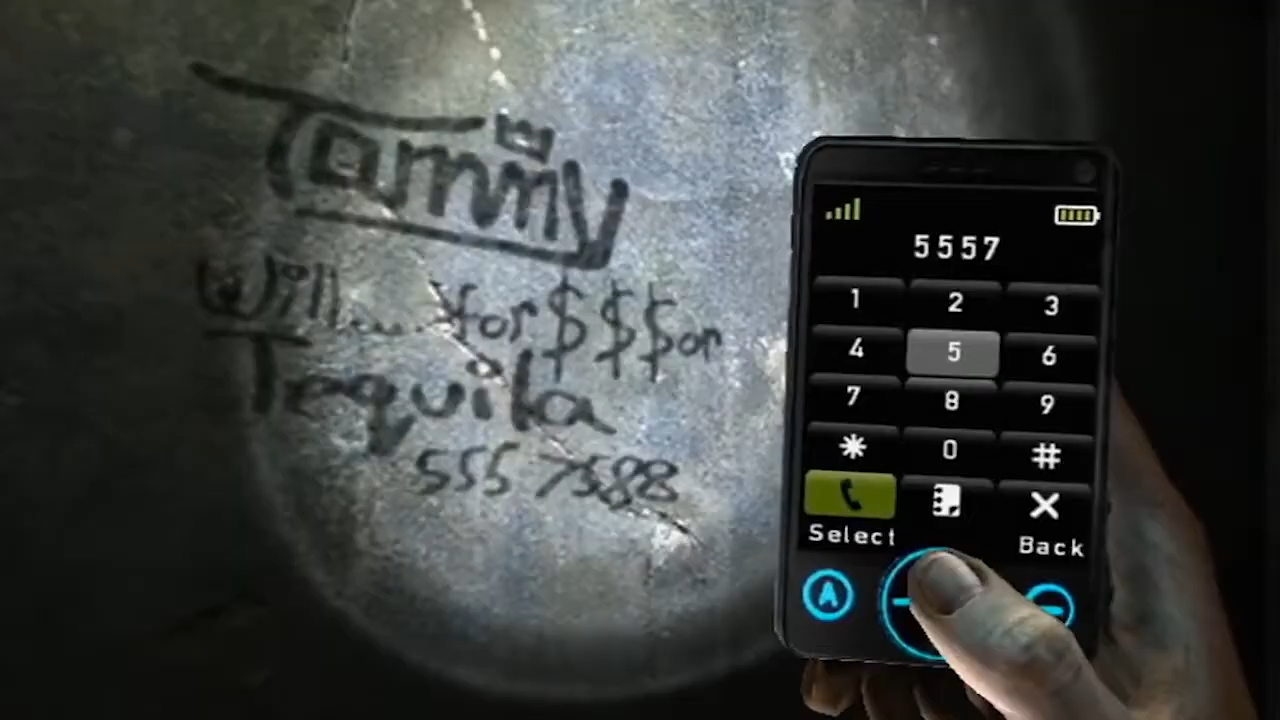 Tammy
Will.... for $$$ or
Tequila
555 7588
5557
1 2 3
4 5 6
7 8 9
* 0 #
Select Back
A